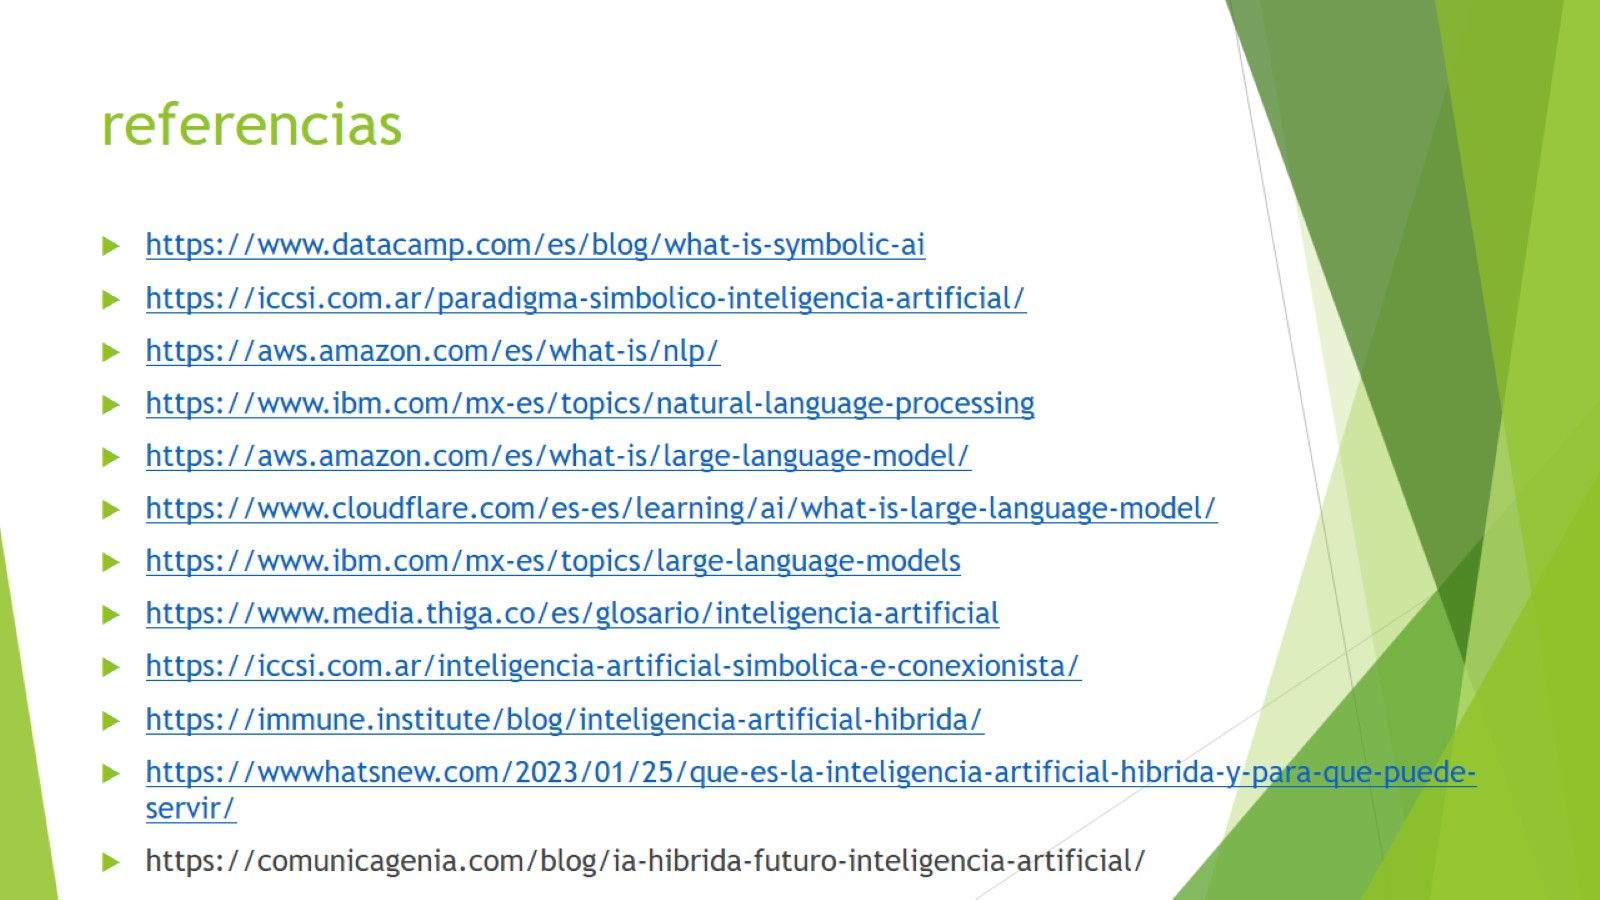 referencias
https://www.datacamp.com/es/blog/what-is-symbolic-ai
https://iccsi.com.ar/paradigma-simbolico-inteligencia-artificial/
https://aws.amazon.com/es/what-is/nlp/
https://www.ibm.com/mx-es/topics/natural-language-processing
https://aws.amazon.com/es/what-is/large-language-model/
https://www.cloudflare.com/es-es/learning/ai/what-is-large-language-model/
https://www.ibm.com/mx-es/topics/large-language-models
https://www.media.thiga.co/es/glosario/inteligencia-artificial
https://iccsi.com.ar/inteligencia-artificial-simbolica-e-conexionista/
https://immune.institute/blog/inteligencia-artificial-hibrida/
https://wwwhatsnew.com/2023/01/25/que-es-la-inteligencia-artificial-hibrida-y-para-que-puede-
servir/
https://comunicagenia.com/blog/ia-hibrida-futuro-inteligencia-artificial/